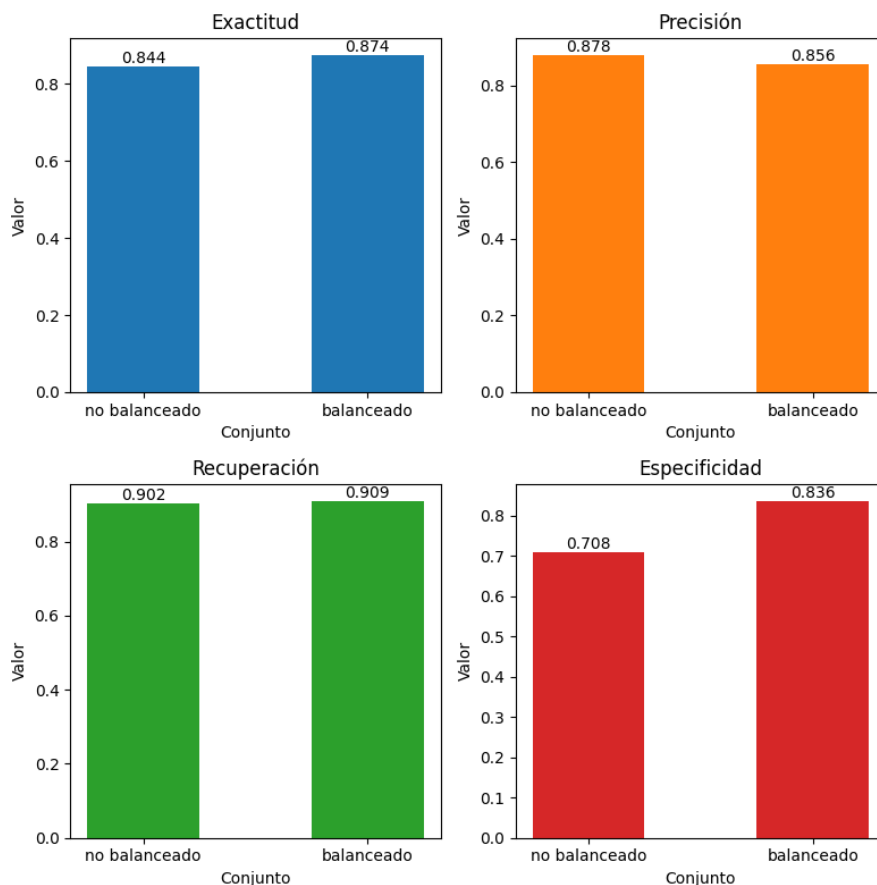 Exactitud
0.844
0.874
0.8
0.6
0.4
0.2
0.0
Valor
no balanceado
balanceado
Conjunto
Precisión
0.878
0.856
0.8
0.6
0.4
0.2
0.0
Valor
no balanceado
balanceado
Conjunto
Recuperación
0.902
0.909
0.8
0.6
0.4
0.2
0.0
Valor
no balanceado
balanceado
Conjunto
Especificidad
0.708
0.836
0.8
0.7
0.6
0.5
0.4
0.3
0.2
0.1
0.0
Valor
no balanceado
balanceado
Conjunto